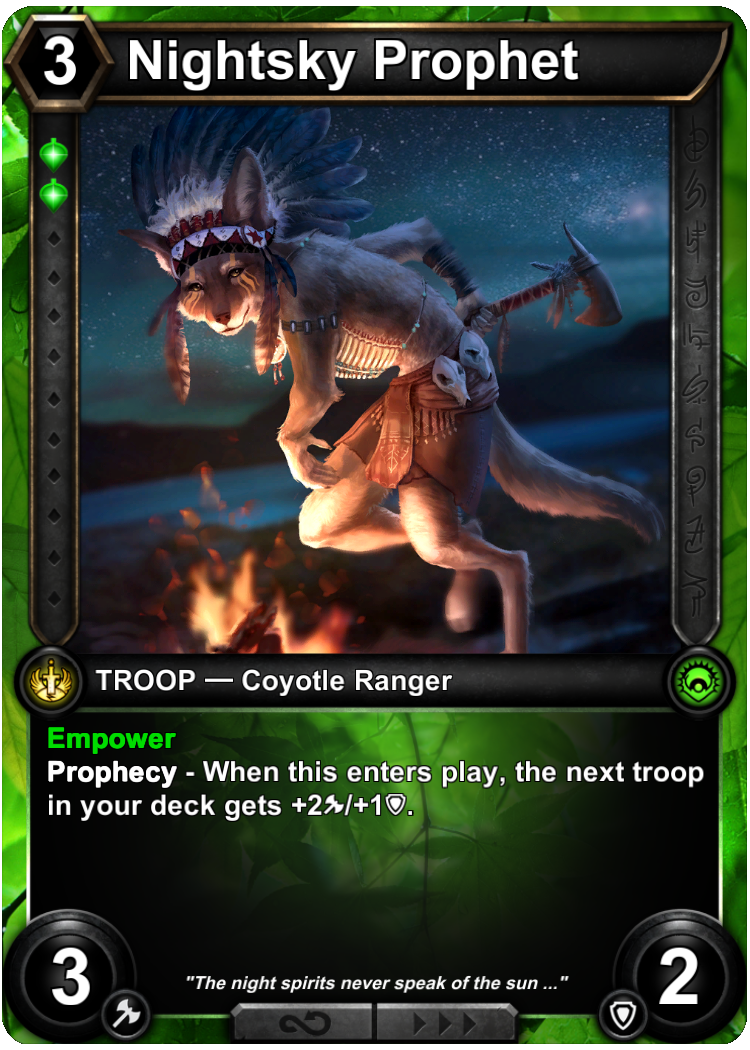 3 Nightsky Prophet
TROOP — Coyotle Ranger
Empower
Prophecy - When this enters play, the next troop
in your deck gets +2/+1.
"The night spirits never speak of the sun ..."
3 2